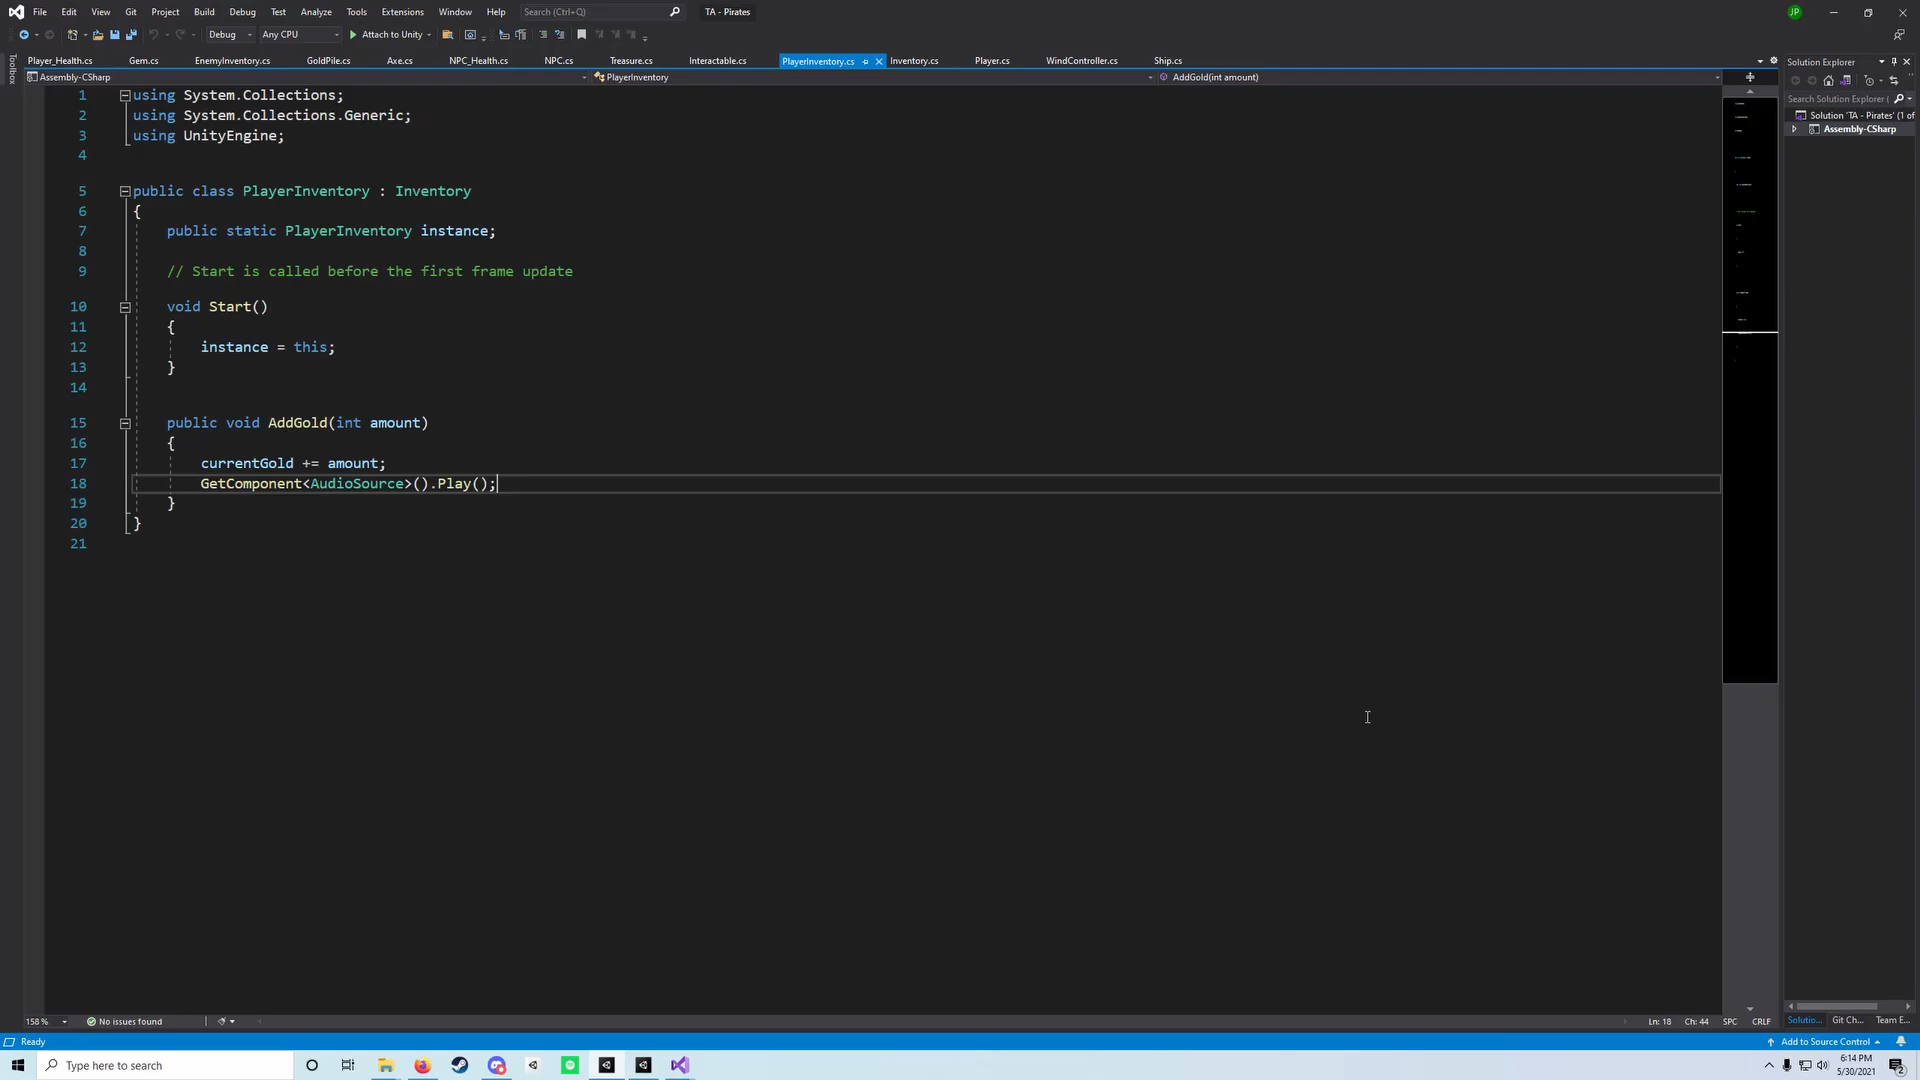 File Edit View Git Project Build Debug Test Analyze Tools Extensions Window Help Search (Ctrl+Q) TA - Pirates JP
Debug Any CPU Attach to Unity
Player_Health.cs Gem.cs EnemyInventory.cs GoldPile.cs Axe.cs NPC_Health.cs NPC.cs Treasure.cs Interactable.cs PlayerInventory.cs Inventory.cs Player.cs WindController.cs Ship.cs
Assembly-CSharp PlayerInventory AddGold(int amount)
Toolbox
1 using System.Collections;
2 using System.Collections.Generic;
3 using UnityEngine;
4
5 public class PlayerInventory : Inventory
6 {
7 public static PlayerInventory instance;
8
9 // Start is called before the first frame update
10 void Start()
11 {
12 instance = this;
13 }
14
15 public void AddGold(int amount)
16 {
17 currentGold += amount;
18 GetComponent<AudioSource>().Play();
19 }
20 }
21
Solution Explorer
Search Solution Explorer (
Solution 'TA - Pirates' (1 of
Assembly-CSharp
Solutio... Git Ch... Team E...
158 % No issues found Ln: 18 Ch: 44 SPC CRLF
Ready Add to Source Control
Type here to search
6:14 PM
5/30/2021
2